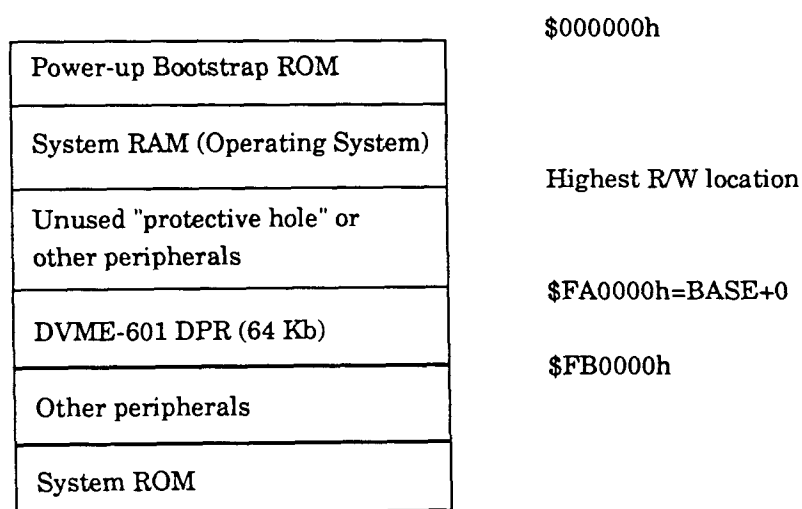 $000000h
Power-up Bootstrap ROM
System RAM (Operating System)
Highest R/W location
Unused "protective hole" or
other peripherals
$FA0000h=BASE+0
DVME-601 DPR (64 Kb)
$FB0000h
Other peripherals
System ROM